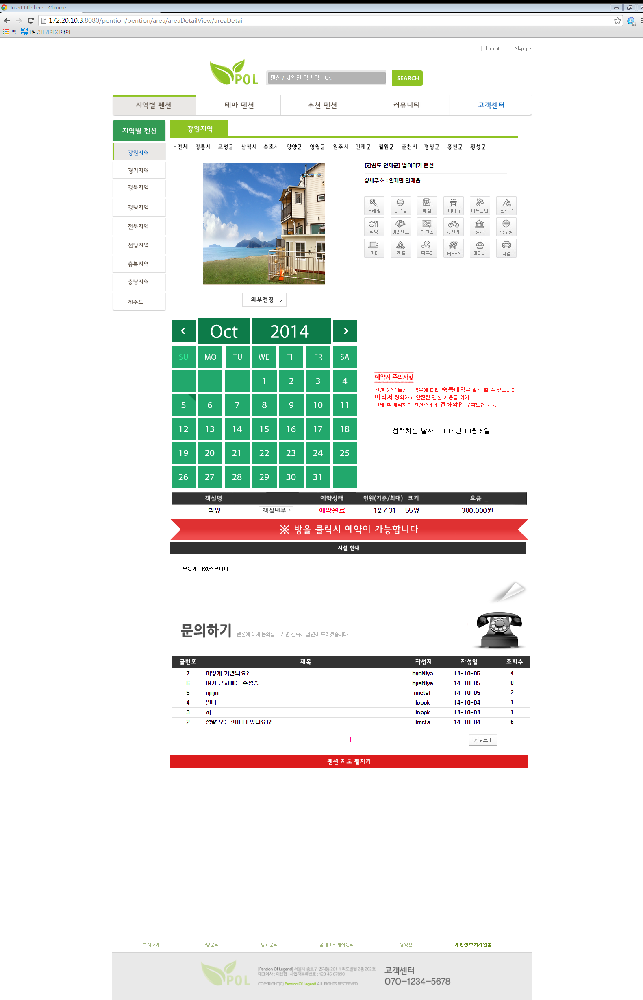 Insert title here - Chrome
172.20.10.3:8080/pention/pention/area/areaDetailView/areaDetail
앱 BGM STORE [알람][귀여움]아이...
Logout Mypage
POL 펜션 / 지역만 검색됩니다. SEARCH
지역별 펜션 테마 펜션 추천 펜션 커뮤니티 고객센터
지역별 펜션
강원지역
경기지역
경북지역
경남지역
전북지역
전남지역
충북지역
충남지역
제주도
강원지역
• 전체 강릉시 고성군 삼척시 속초시 양양군 영월군 원주시 인제군 철원군 춘천시 평창군 홍천군 횡성군
[강원도 인제군] 별이야기 펜션
상세주소 : 인제면 인제읍
노래방 농구장 매점 바비큐 배드민턴 산책로
식당 야외텐트 워크샵 자전거 정자 족구장
카페 캠프 탁구대 테라스 파라솔 픽업
외부전경
Oct 2014
SU MO TU WE TH FR SA
1 2 3 4
5 6 7 8 9 10 11
12 13 14 15 16 17 18
19 20 21 22 23 24 25
26 27 28 29 30 31
예약시 주의사항
펜션 예약 특성상 경우에 따라 중복예약은 발생 할 수 있습니다.
따라서 정확하고 안전한 펜션 이용을 위해
결제 후 예약하신 펜션주에게 전화확인 부탁드립니다.
선택하신 날자 : 2014년 10월 5일
객실명 예약상태 인원(기준/최대) 크기 요금
빅방 객실내부 예약완료 12 / 31 55평 300,000원
※ 방을 클릭시 예약이 가능합니다
시설 안내
모든게 다있스므니다
문의하기 펜션에 대해 문의를 주시면 신속히 답변해 드리겠습니다.
글번호 제목 작성자 작성일 조회수
7 어떻게 가면되요? hyeNiya 14-10-05 4
6 여기 근처에는 수정좀 hyeNiya 14-10-05 0
5 njnjn imcts1 14-10-05 2
4 인나 loppk 14-10-04 1
3 히 loppk 14-10-04 1
2 정말 모든것이 다 있나요!? imcts 14-10-04 6
1
글쓰기
펜션 지도 펼치기
회사소개 가맹문의 광고문의 홈페이지제작문의 이용약관 개인정보처리방침
POL
[Pension Of Legend] 서울시 종로구 연지동 261-1 리도빌딩 2층 202호
대표이사 : 이신협 사업자등록번호 ; 123-45-67890
COPYRIGHT(C) Pension Of Legend ALL RIGHTS RESTERVED.
고객센터
070-1234-5678